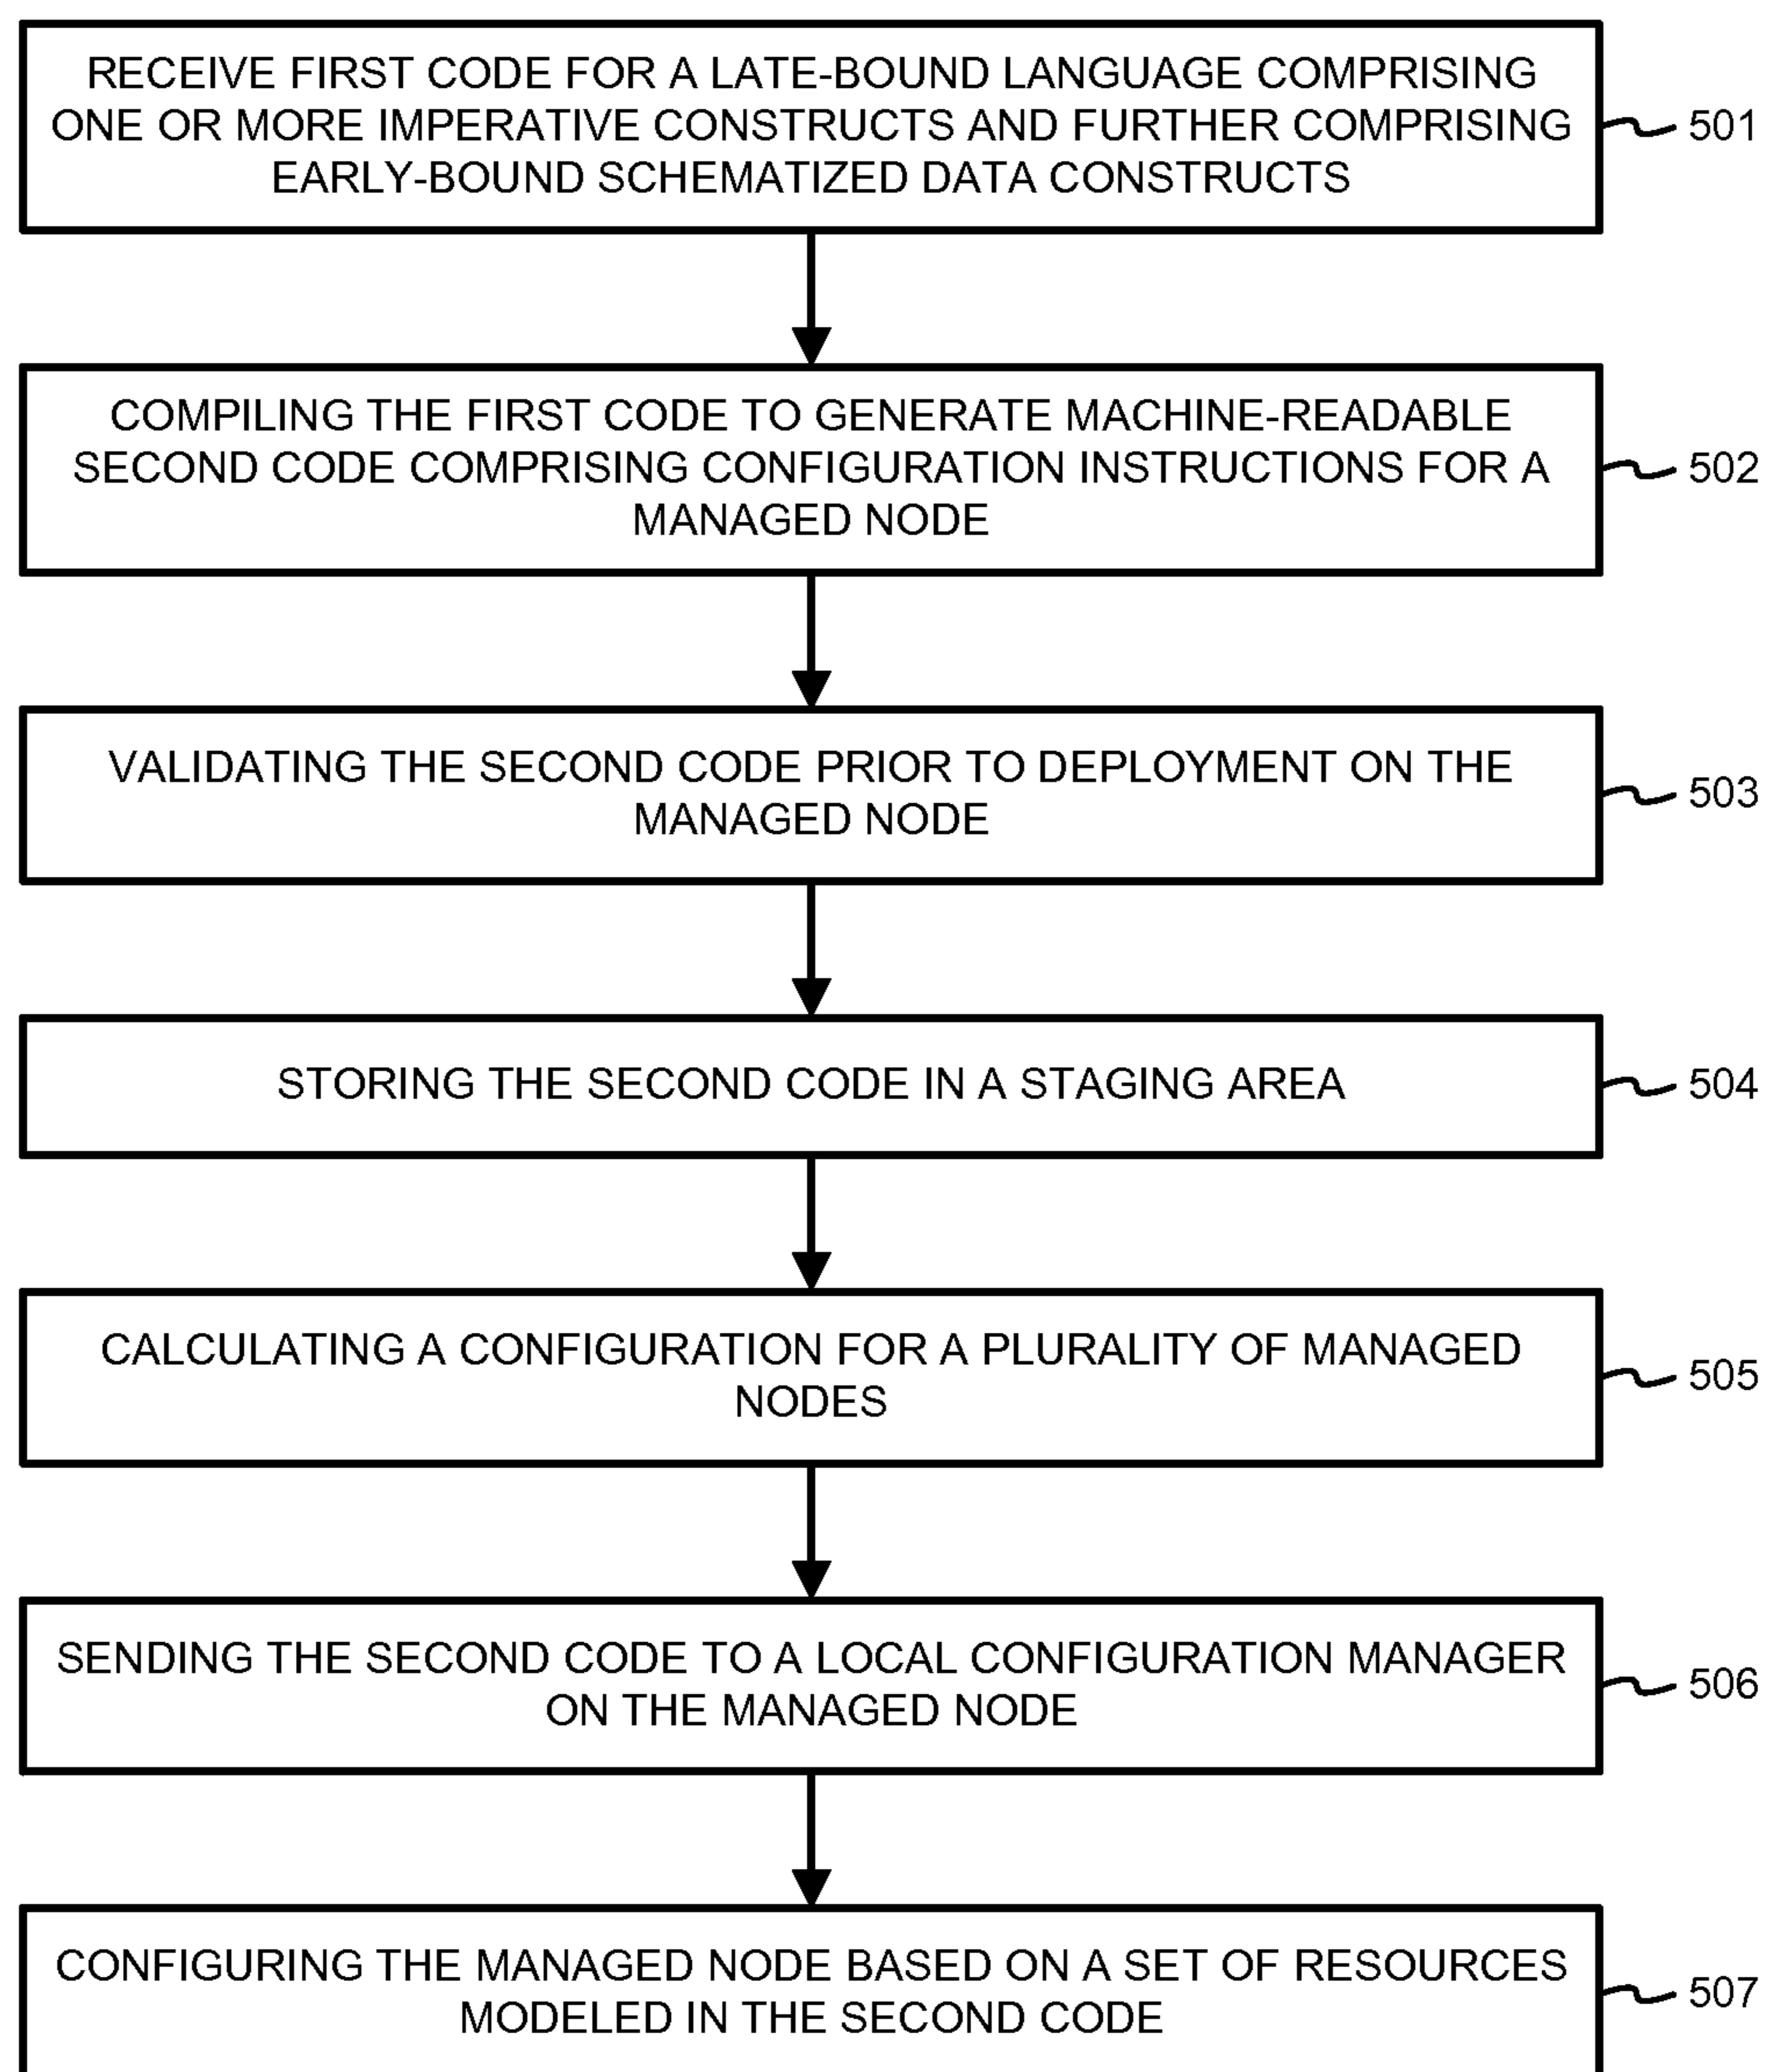 RECEIVE FIRST CODE FOR A LATE-BOUND LANGUAGE COMPRISING
ONE OR MORE IMPERATIVE CONSTRUCTS AND FURTHER COMPRISING
EARLY-BOUND SCHEMATIZED DATA CONSTRUCTS
501
COMPILING THE FIRST CODE TO GENERATE MACHINE-READABLE
SECOND CODE COMPRISING CONFIGURATION INSTRUCTIONS FOR A
MANAGED NODE
502
VALIDATING THE SECOND CODE PRIOR TO DEPLOYMENT ON THE
MANAGED NODE
503
STORING THE SECOND CODE IN A STAGING AREA
504
CALCULATING A CONFIGURATION FOR A PLURALITY OF MANAGED
NODES
505
SENDING THE SECOND CODE TO A LOCAL CONFIGURATION MANAGER
ON THE MANAGED NODE
506
CONFIGURING THE MANAGED NODE BASED ON A SET OF RESOURCES
MODELED IN THE SECOND CODE
507